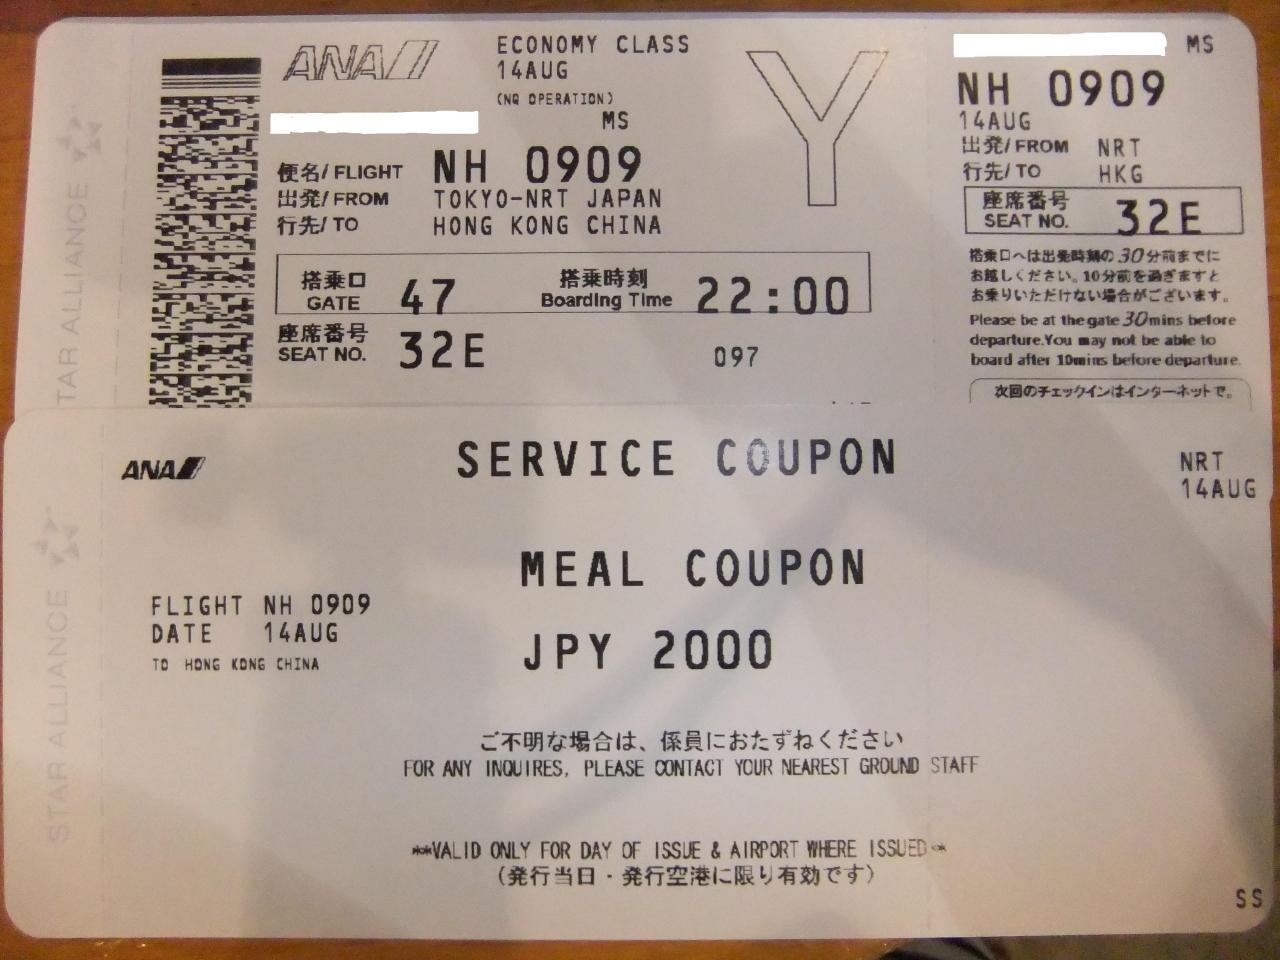 STAR ALLIANCE
ANA
ECONOMY CLASS
14AUG
(NQ OPERATION)
MS
Y
便名/FLIGHT NH 0909
出発/FROM TOKYO-NRT JAPAN
行先/TO HONG KONG CHINA
搭乗口 搭乗時刻
GATE 47 Boarding Time 22:00
座席番号
SEAT NO. 32E 097
MS
NH 0909
14AUG
出発/FROM NRT
行先/TO HKG
座席番号
SEAT NO. 32E
搭乗口へは出発時刻の30分前までに
お越しください。10分前を過ぎますと
お乗りいただけない場合がございます。
Please be at the gate 30mins before
departure.You may not be able to
board after 10mins before departure.
次回のチェックインはインターネットで。
STAR ALLIANCE
ANA
SERVICE COUPON
NRT
14AUG
MEAL COUPON
FLIGHT NH 0909
DATE 14AUG
TO HONG KONG CHINA
JPY 2000
ご不明な場合は、係員におたずねください
FOR ANY INQUIRES, PLEASE CONTACT YOUR NEAREST GROUND STAFF
**VALID ONLY FOR DAY OF ISSUE & AIRPORT WHERE ISSUED**
(発行当日・発行空港に限り有効です)
SS